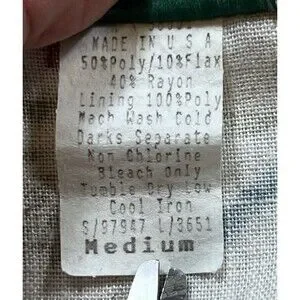 MADE IN U S A
50%Poly/10%Flax
40% Rayon
Lining 100%Poly
Mach Wash Cold
Darks Separate
Non Chlorine
Bleach Only
Tumble Dry Low
Cool Iron
S/97947 L/3651
Medium